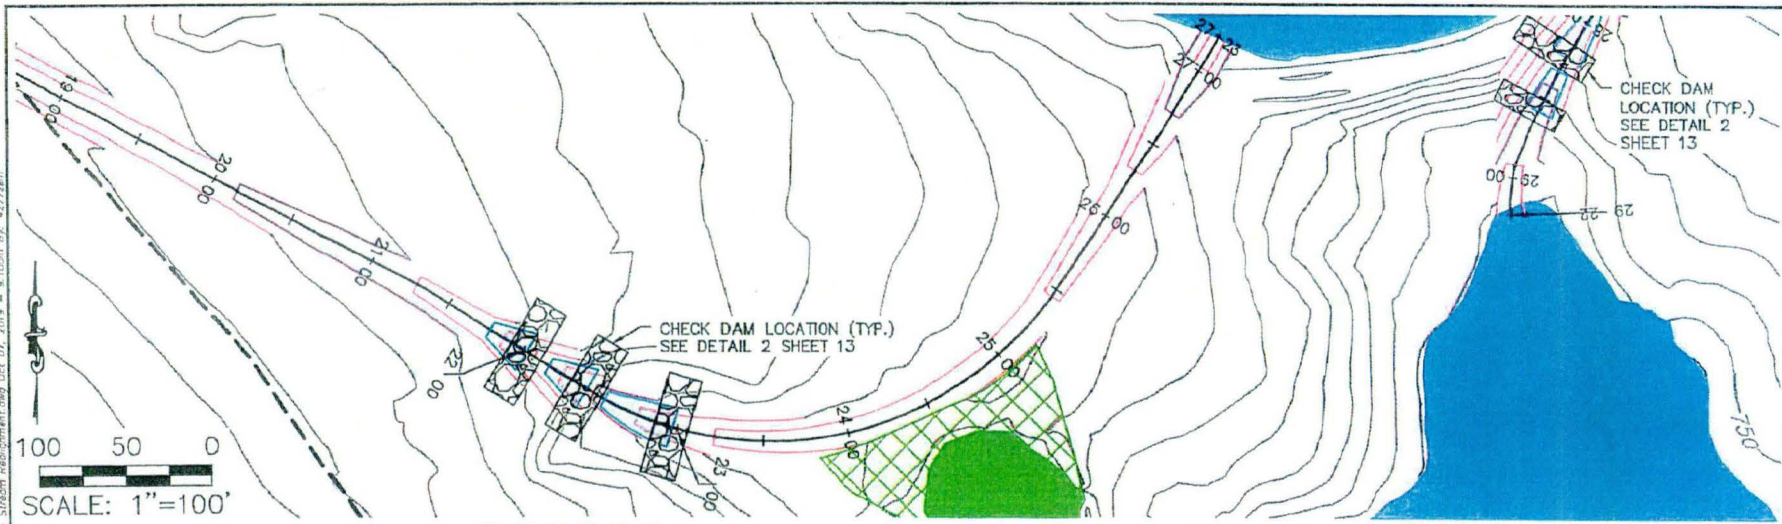 19+00
20+00
21+00
22+00
23+00
24+00
25+00
26+00
27+00
27+23
CHECK DAM LOCATION (TYP.)
SEE DETAIL 2 SHEET 13
CHECK DAM
LOCATION (TYP.)
SEE DETAIL 2
SHEET 13
29+00
29+22
750
100 50 0
SCALE: 1"=100'